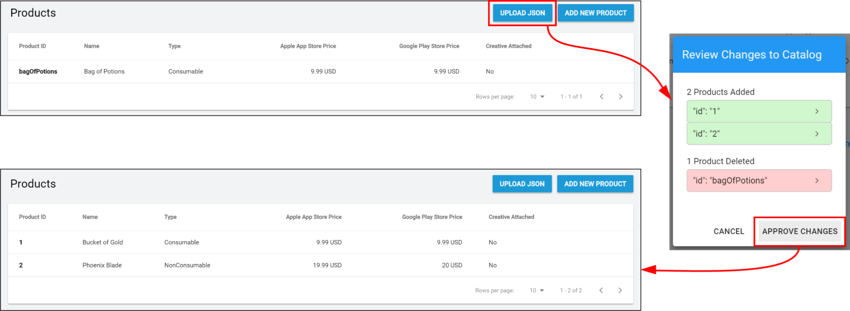 Products
UPLOAD JSON
ADD NEW PRODUCT
Product ID Name Type Apple App Store Price Google Play Store Price Creative Attached
bagOfPotions Bag of Potions Consumable 9.99 USD 9.99 USD No
Rows per page: 10 1 - 1 of 1
Review Changes to Catalog
2 Products Added
"id": "1"
"id": "2"
1 Product Deleted
"id": "bagOfPotions"
CANCEL
APPROVE CHANGES
Products
UPLOAD JSON
ADD NEW PRODUCT
Product ID Name Type Apple App Store Price Google Play Store Price Creative Attached
1 Bucket of Gold Consumable 9.99 USD 9.99 USD No
2 Phoenix Blade NonConsumable 19.99 USD 20 USD No
Rows per page: 10 1 - 2 of 2